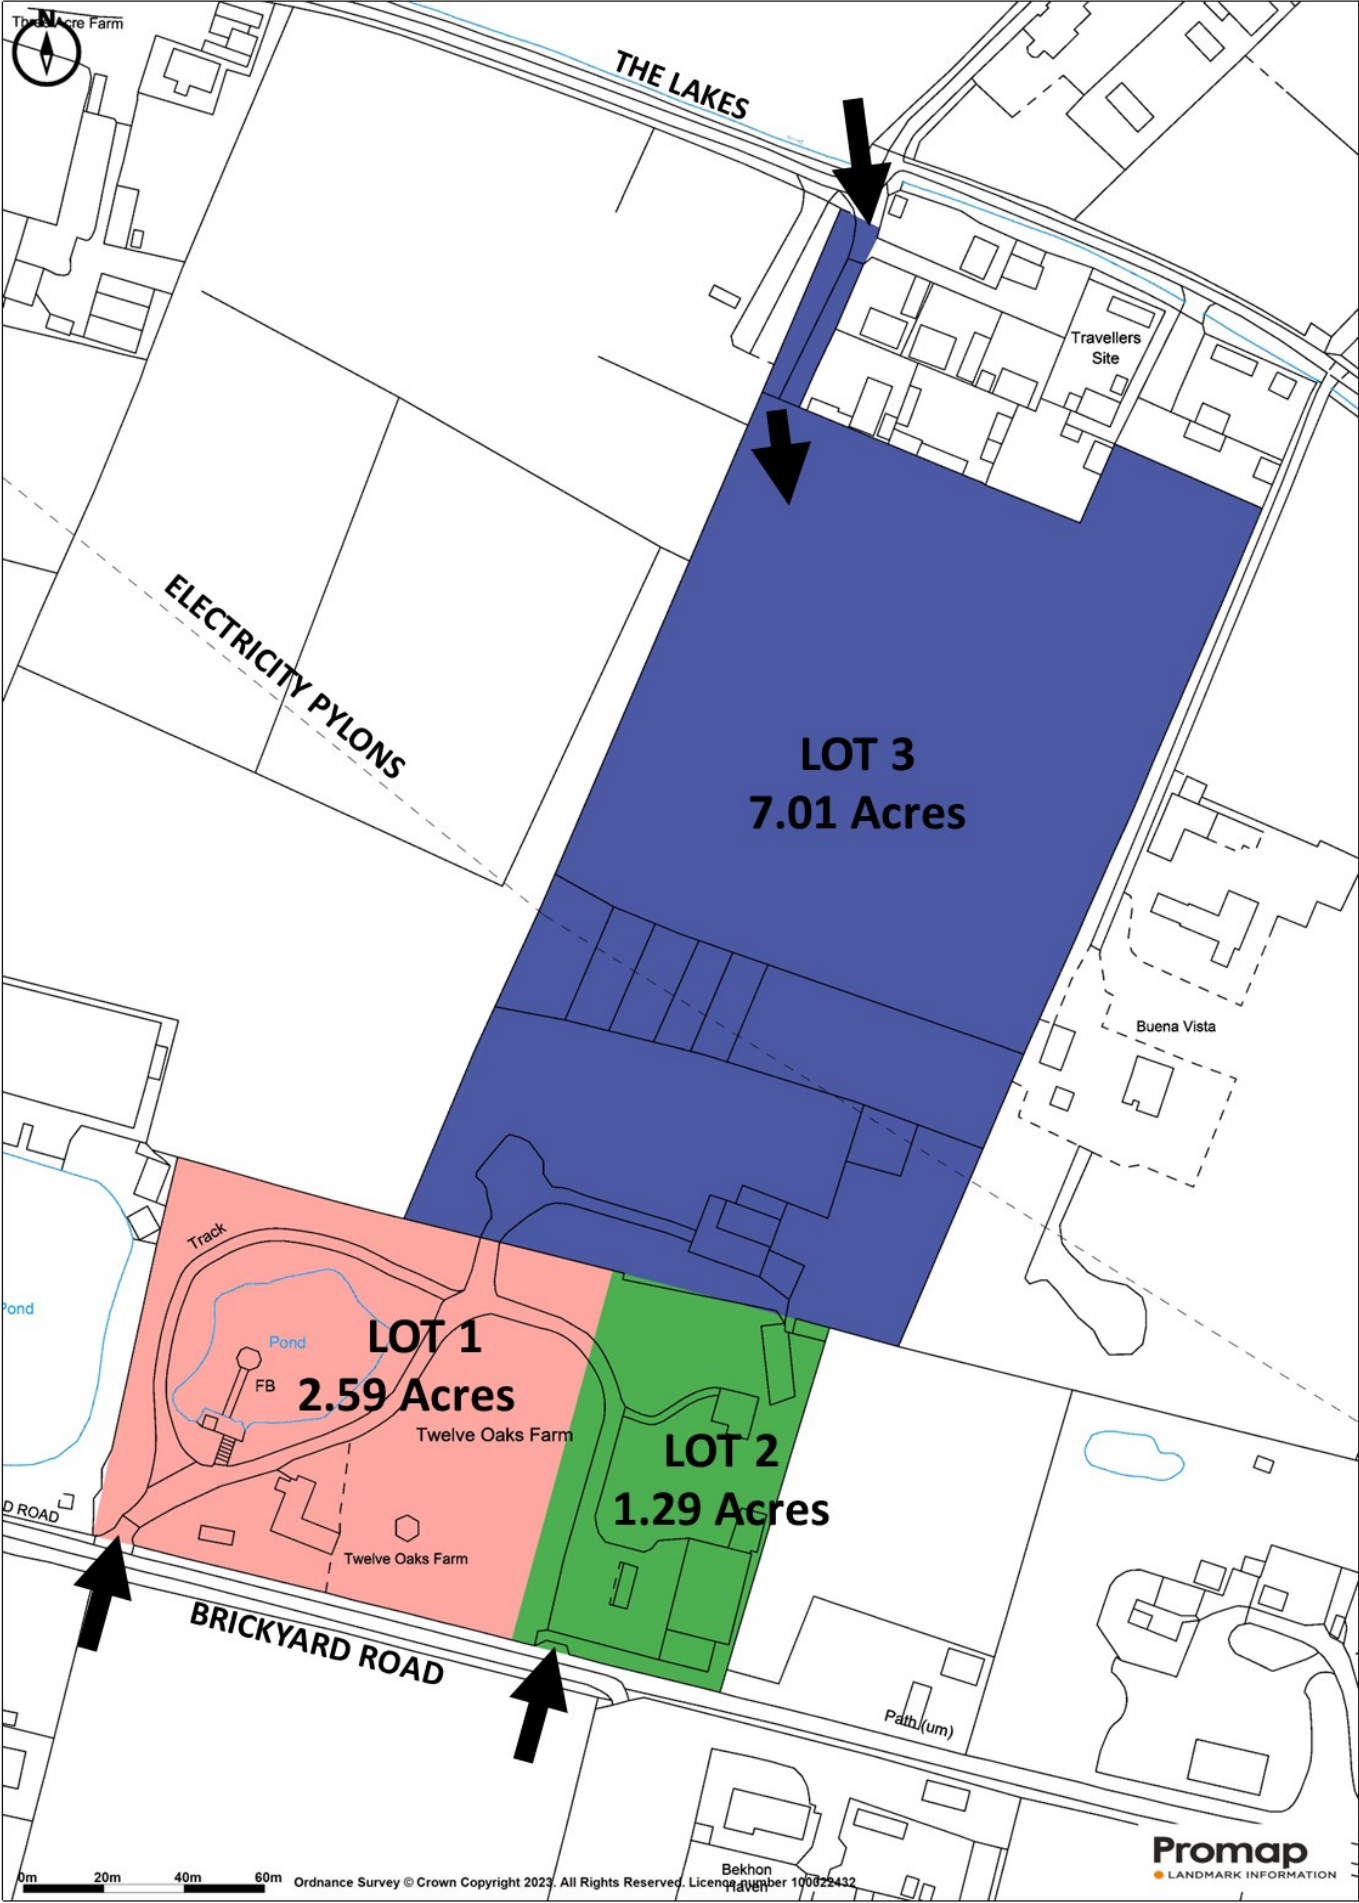 Three Acre Farm
N
THE LAKES
Travellers
Site
ELECTRICITY PYLONS
LOT 3
7.01 Acres
Buena Vista
Track
Pond
Pond
LOT 1
2.59 Acres
FB
Twelve Oaks Farm
LOT 2
1.29 Acres
D ROAD
Twelve Oaks Farm
BRICKYARD ROAD
Path (um)
Bekhon
Haven
Promap
LANDMARK INFORMATION
0m 20m 40m 60m
Ordnance Survey © Crown Copyright 2023. All Rights Reserved. Licence number 100022432